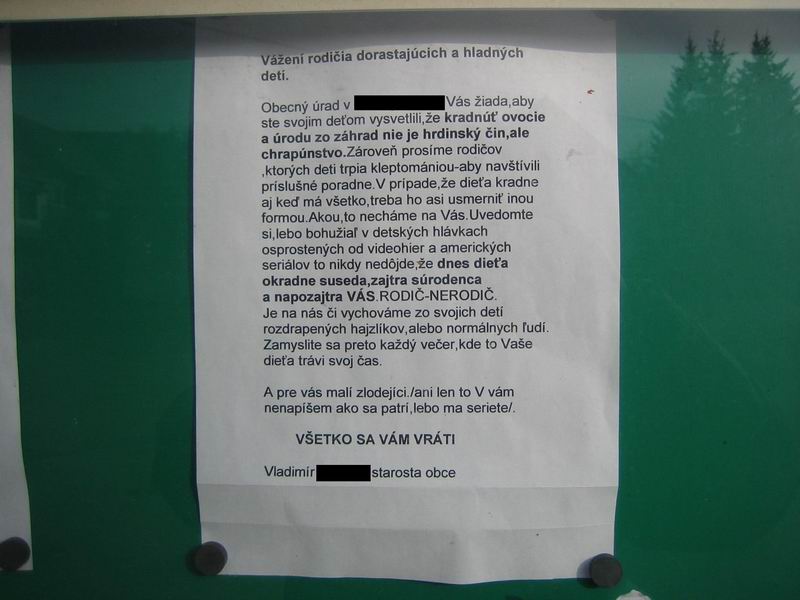 Vážení rodičia dorastajúcich a hladných
detí.
Obecný úrad v Vás žiada,aby
ste svojim deťom vysvetlili,že kradnúť ovocie
a úrodu zo záhrad nie je hrdinský čin,ale
chrapúnstvo.Zároveň prosíme rodičov
,ktorých deti trpia kleptomániou-aby navštívili
príslušné poradne.V prípade,že dieťa kradne
aj keď má všetko,treba ho asi usmerniť inou
formou.Akou,to necháme na Vás.Uvedomte
si,lebo bohužiaľ v detských hlávkach
osprostených od videohier a amerických
seriálov to nikdy nedôjde,že dnes dieťa
okradne suseda,zajtra súrodenca
a napozajtra VÁS.RODIČ-NERODIČ.
Je na nás či vychováme zo svojich detí
rozdrapených hajzlíkov,alebo normálnych ľudí.
Zamyslite sa preto každý večer,kde to Vaše
dieťa trávi svoj čas.
A pre vás malí zlodejíci./ani len to V vám
nenapíšem ako sa patrí,lebo ma seriete/.
VŠETKO SA VÁM VRÁTI
Vladimír starosta obce